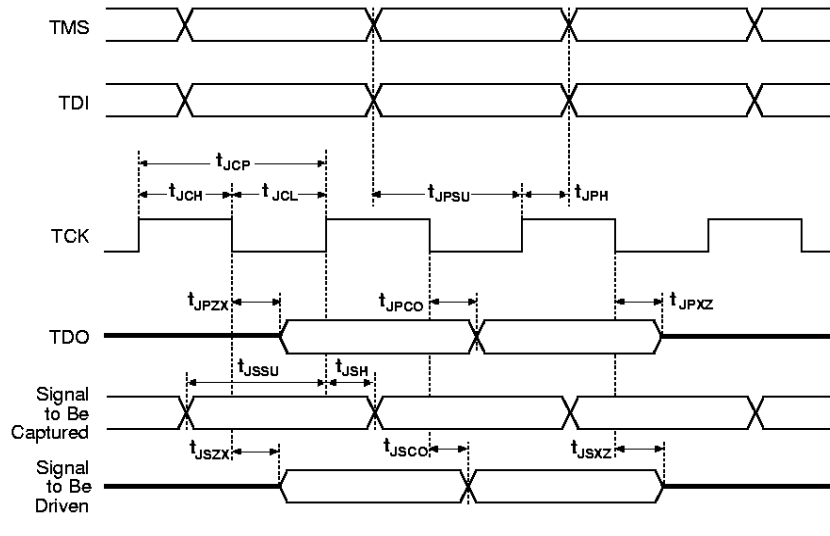 TMS
TDI
tJCP
tJCH tJCL tJPSU tJPH
TCK
tJPZX tJPCO tJPXZ
TDO
tJSSU tJSH
Signal
to Be
Captured
tJSZX tJSCO tJSXZ
Signal
to Be
Driven